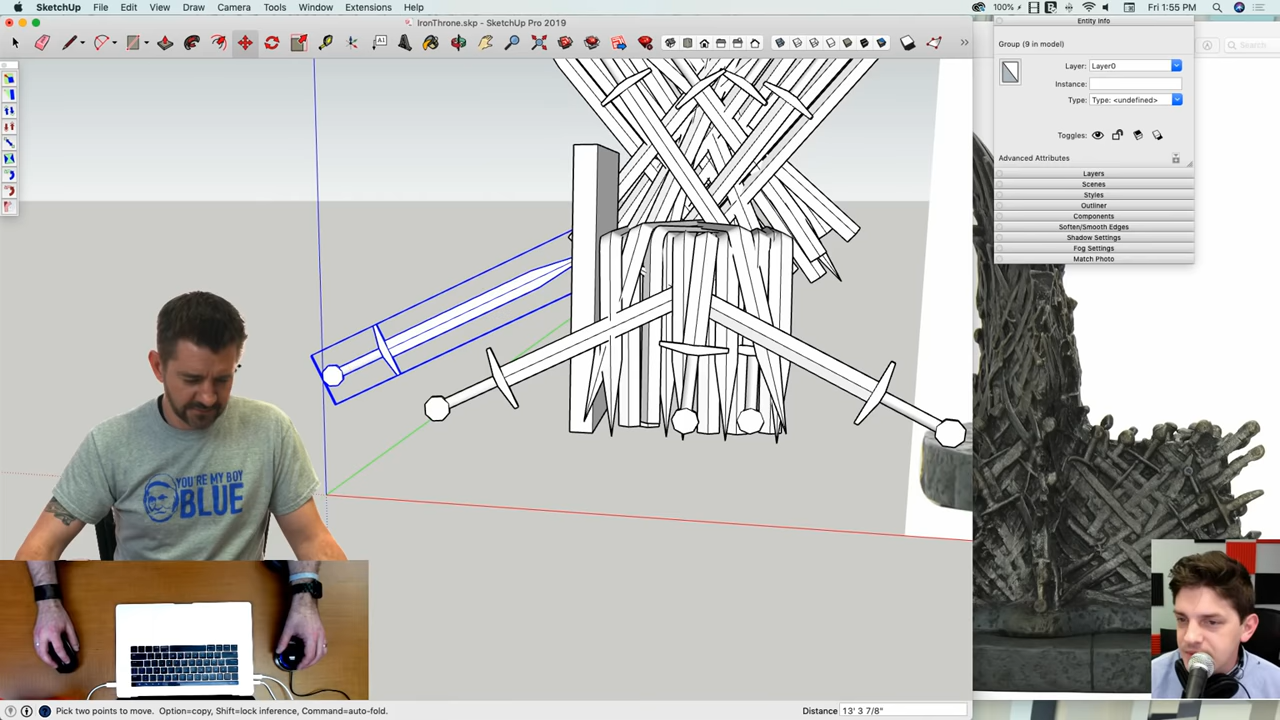 SketchUp File Edit View Draw Camera Tools Window Extensions Help
100% Fri 1:55 PM
IronThrone.skp - SketchUp Pro 2019
Entity Info
Search
Group (9 in model)
Layer: Layer0
Instance:
Type: Type: <undefined>
Toggles:
Advanced Attributes
Layers
Scenes
Styles
Outliner
Components
Soften/Smooth Edges
Shadow Settings
Fog Settings
Match Photo
YOU'RE MY BOY
BLUE
Pick two points to move. Option=copy, Shift=lock inference, Command=auto-fold.
Distance 13' 3 7/8"